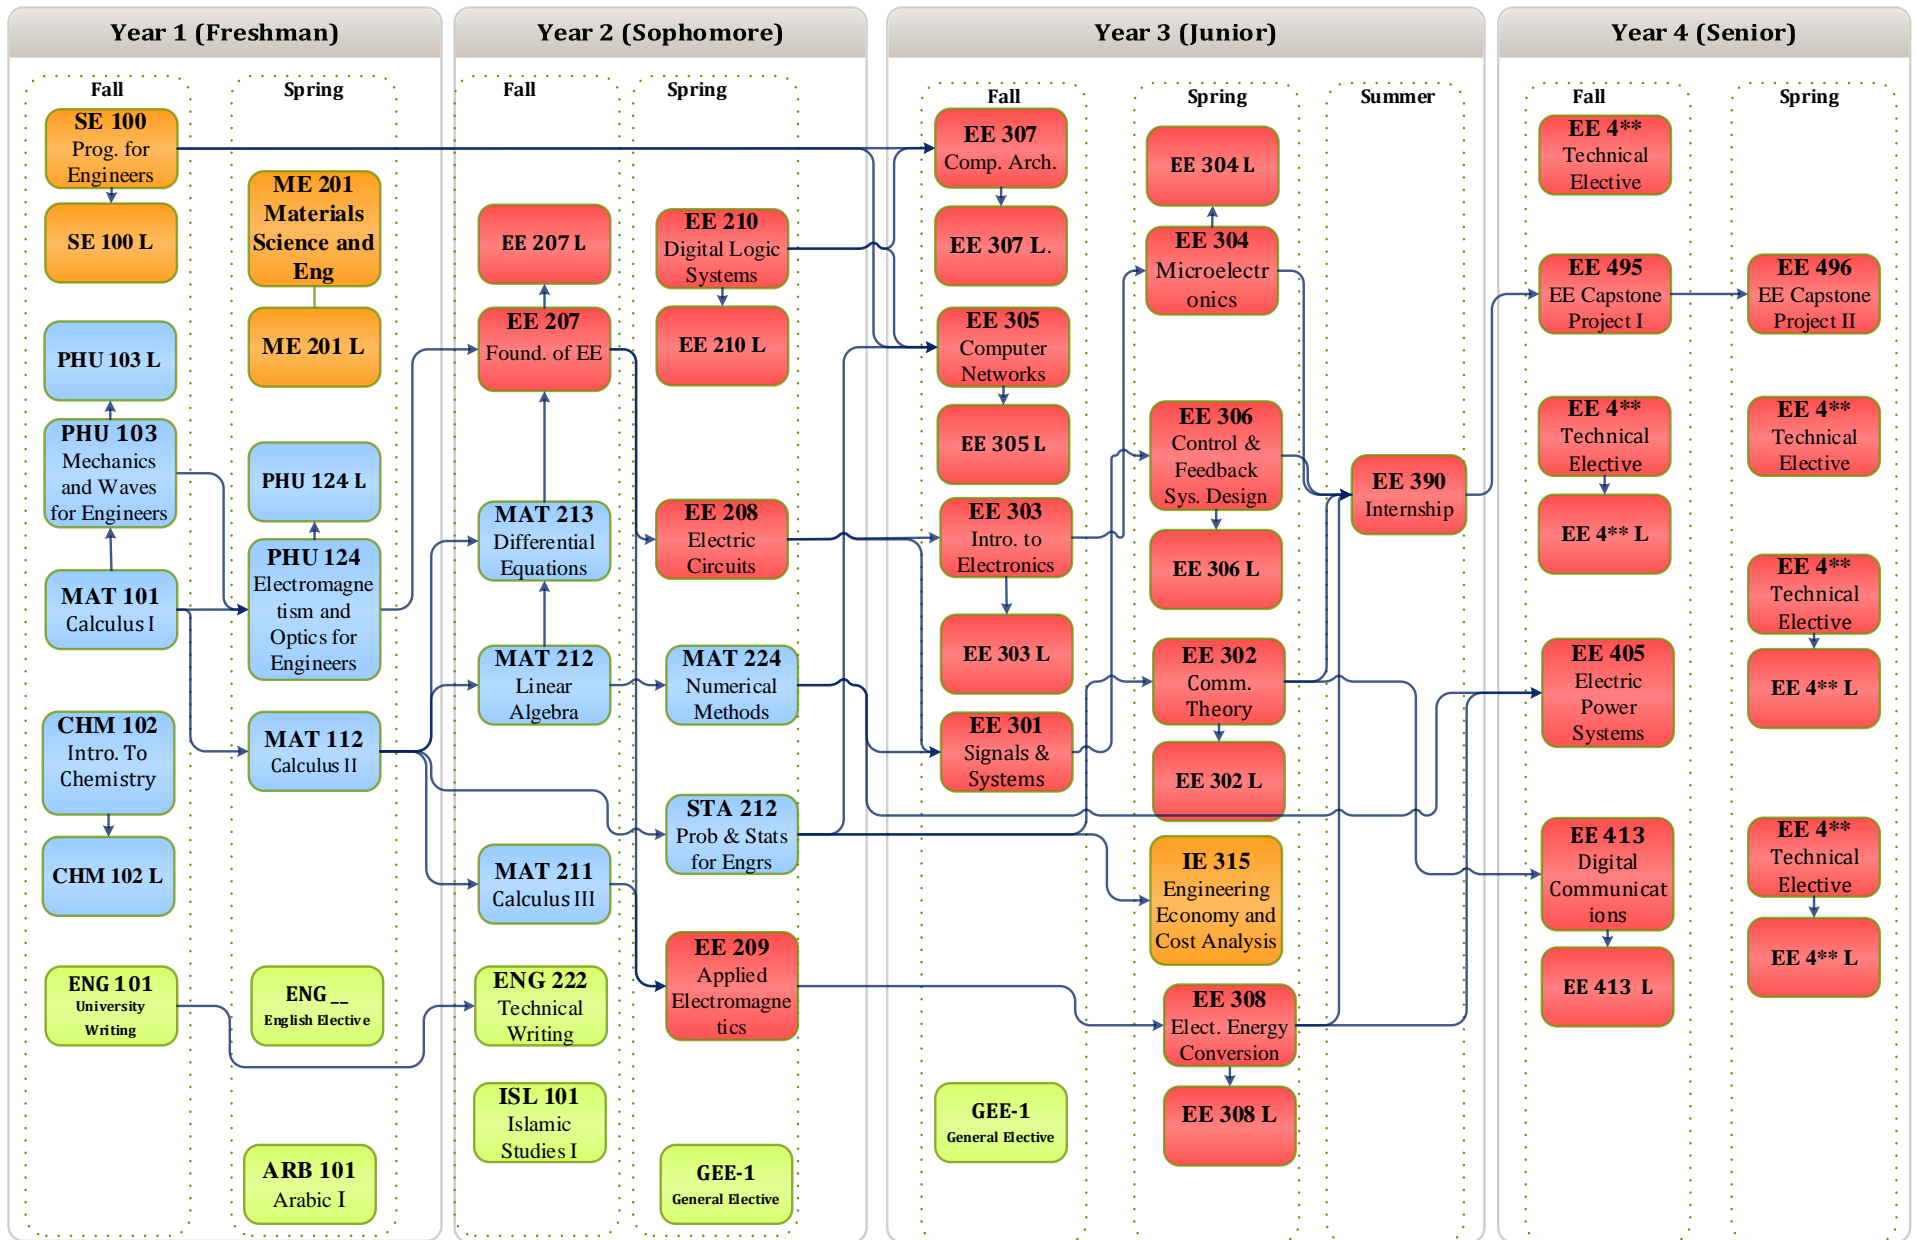 Year 1 (Freshman)
Year 2 (Sophomore)
Year 3 (Junior)
Year 4 (Senior)
Fall
SE 100
Prog. for
Engineers
SE 100 L
PHU 103 L
PHU 103
Mechanics
and Waves
for Engineers
MAT 101
Calculus I
CHM 102
Intro. To
Chemistry
CHM 102 L
ENG 101
University
Writing
Spring
ME 201
Materials
Science and
Eng
ME 201 L
PHU 124 L
PHU 124
Electromagne
tism and
Optics for
Engineers
MAT 112
Calculus II
ENG __
English Elective
ARB 101
Arabic I
Fall
EE 207 L
EE 207
Found. of EE
MAT 213
Differential
Equations
MAT 212
Linear
Algebra
MAT 211
Calculus III
ENG 222
Technical
Writing
ISL 101
Islamic
Studies I
Spring
EE 210
Digital Logic
Systems
EE 210 L
EE 208
Electric
Circuits
MAT 224
Numerical
Methods
STA 212
Prob & Stats
for Engrs
EE 209
Applied
Electromagne
tics
GEE-1
General Elective
Fall
EE 307
Comp. Arch.
EE 307 L.
EE 305
Computer
Networks
EE 305 L
EE 303
Intro. to
Electronics
EE 303 L
EE 301
Signals &
Systems
GEE-1
General Elective
Spring
EE 304 L
EE 304
Microelectr
onics
EE 306
Control &
Feedback
Sys. Design
EE 306 L
EE 302
Comm.
Theory
EE 302 L
IE 315
Engineering
Economy and
Cost Analysis
EE 308
Elect. Energy
Conversion
EE 308 L
Summer
EE 390
Internship
Fall
EE 4**
Technical
Elective
EE 495
EE Capstone
Project I
EE 4**
Technical
Elective
EE 4** L
EE 405
Electric
Power
Systems
EE 413
Digital
Communicat
ions
EE 413 L
Spring
EE 496
EE Capstone
Project II
EE 4**
Technical
Elective
EE 4**
Technical
Elective
EE 4** L
EE 4**
Technical
Elective
EE 4** L